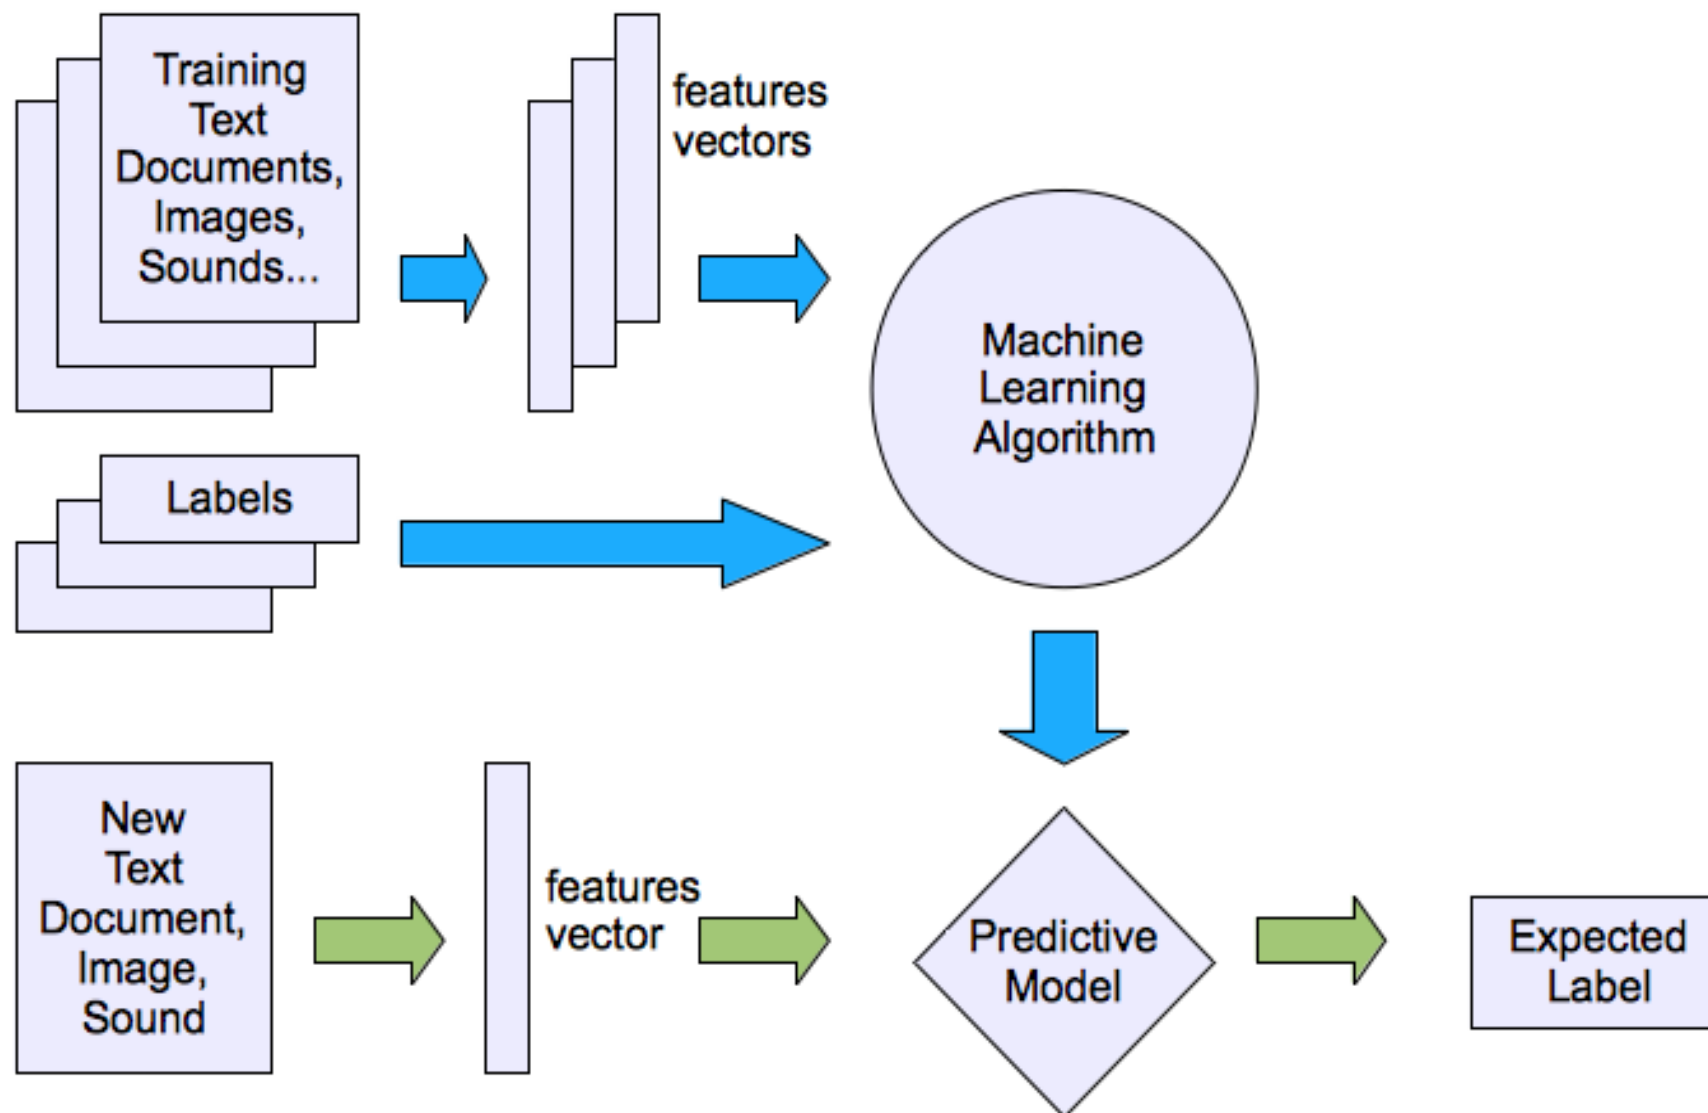 Training
Text
Documents,
Images,
Sounds...
features
vectors
Machine
Learning
Algorithm
Labels
New
Text
Document,
Image,
Sound
features
vector
Predictive
Model
Expected
Label